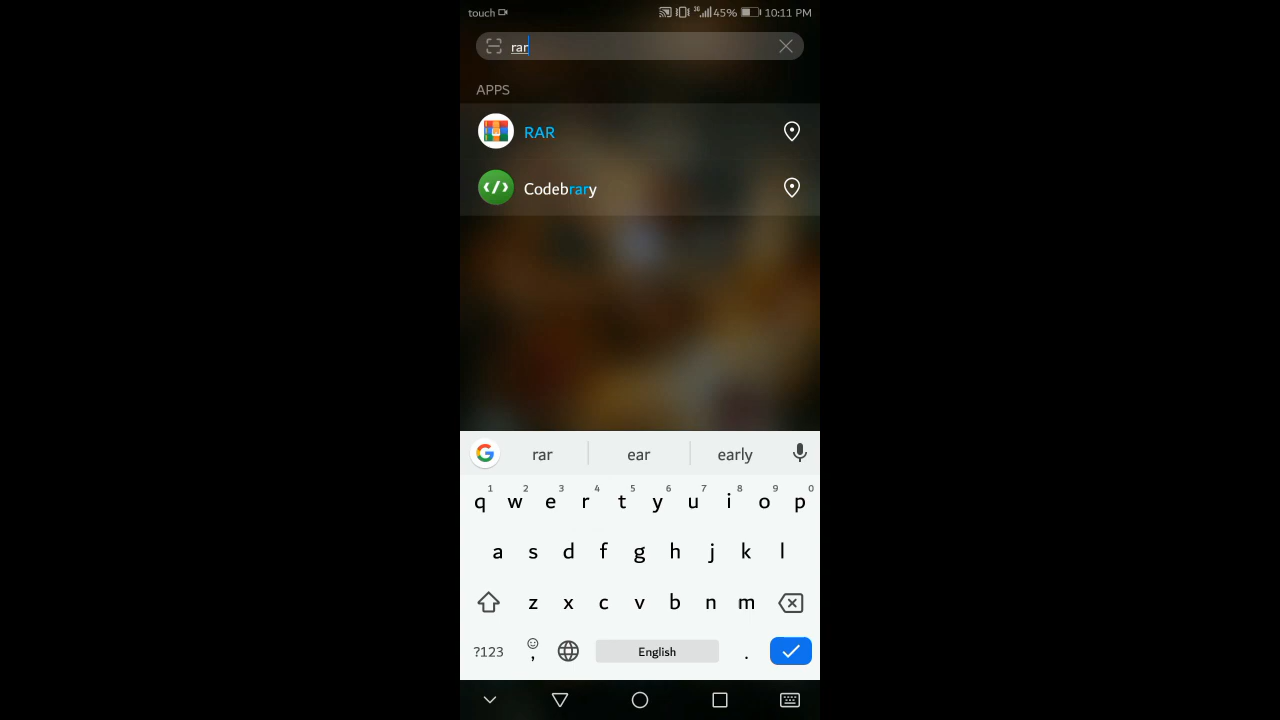 touch 3G 45% 10:11 PM
rar
APPS
RAR
Codebrary
G rar ear early
1 2 3 4 5 6 7 8 9 0
q w e r t y u i o p
a s d f g h j k l
z x c v b n m
?123 , English .